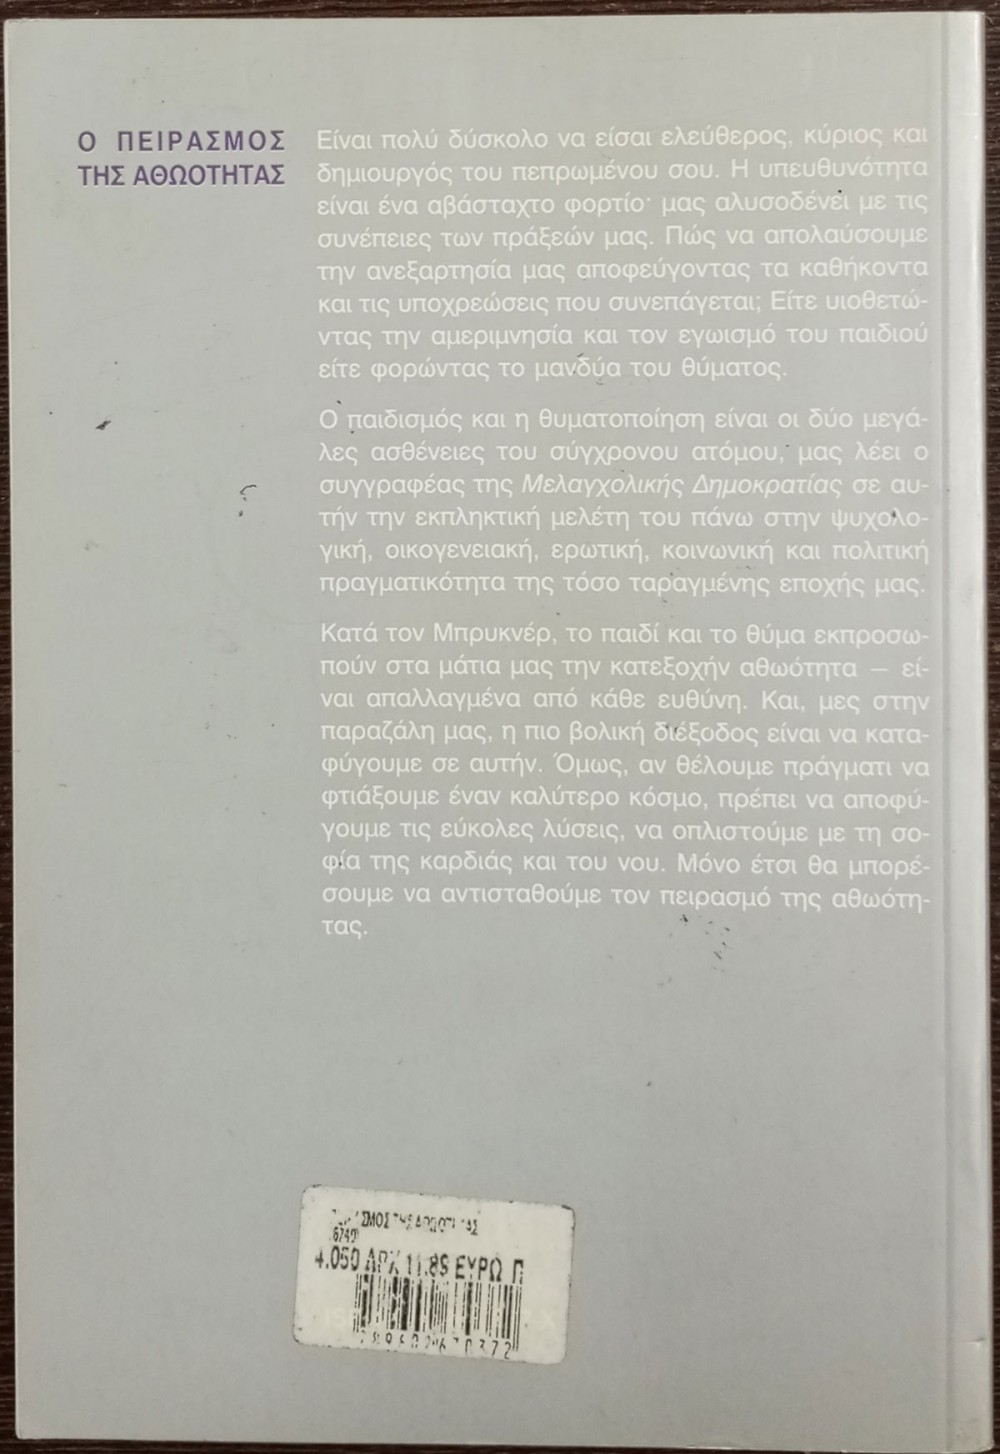 Ο ΠΕΙΡΑΣΜΟΣ
ΤΗΣ ΑΘΩΟΤΗΤΑΣ
Είναι πολύ δύσκολο να είσαι ελεύθερος, κύριος και
δημιουργός του πεπρωμένου σου. Η υπευθυνότητα
είναι ένα αβάσταχτο φορτίο· μας αλυσοδένει με τις
συνέπειες των πράξεών μας. Πώς να απολαύσουμε
την ανεξαρτησία μας αποφεύγοντας τα καθήκοντα
και τις υποχρεώσεις που συνεπάγεται; Είτε υιοθετώ-
ντας την αμεριμνησία και τον εγωισμό του παιδιού
είτε φορώντας το μανδύα του θύματος.
Ο παιδισμός και η θυματοποίηση είναι οι δύο μεγά-
λες ασθένειες του σύγχρονου ατόμου, μας λέει ο
συγγραφέας της Μελαγχολικής Δημοκρατίας σε αυ-
τήν την εκπληκτική μελέτη του πάνω στην ψυχολο-
γική, οικογενειακή, ερωτική, κοινωνική και πολιτική
πραγματικότητα της τόσο ταραγμένης εποχής μας.
Κατά τον Μπρυκνέρ, το παιδί και το θύμα εκπροσω-
πούν στα μάτια μας την κατεξοχήν αθωότητα – εί-
ναι απαλλαγμένα από κάθε ευθύνη. Και, μες στην
παραζάλη μας, η πιο βολική διέξοδος είναι να κατα-
φύγουμε σε αυτήν. Όμως, αν θέλουμε πράγματι να
φτιάξουμε έναν καλύτερο κόσμο, πρέπει να αποφύ-
γουμε τις εύκολες λύσεις, να οπλιστούμε με τη σο-
φία της καρδιάς και του νου. Μόνο έτσι θα μπορέ-
σουμε να αντισταθούμε τον πειρασμό της αθωότη-
τας.
4.050 ΔΡΧ 11.89 ΕΥΡΩ Π